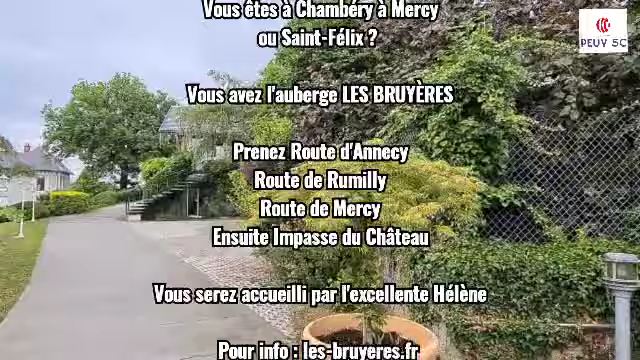 Vous êtes à Chambéry à Mercy
ou Saint-Félix ?
PEUV 5C
Vous avez l'auberge LES BRUYÈRES
Prenez Route d'Annecy
Route de Rumilly
Route de Mercy
Ensuite Impasse du Château
Vous serez accueilli par l'excellente Hélène
Pour info : les-bruyeres.fr